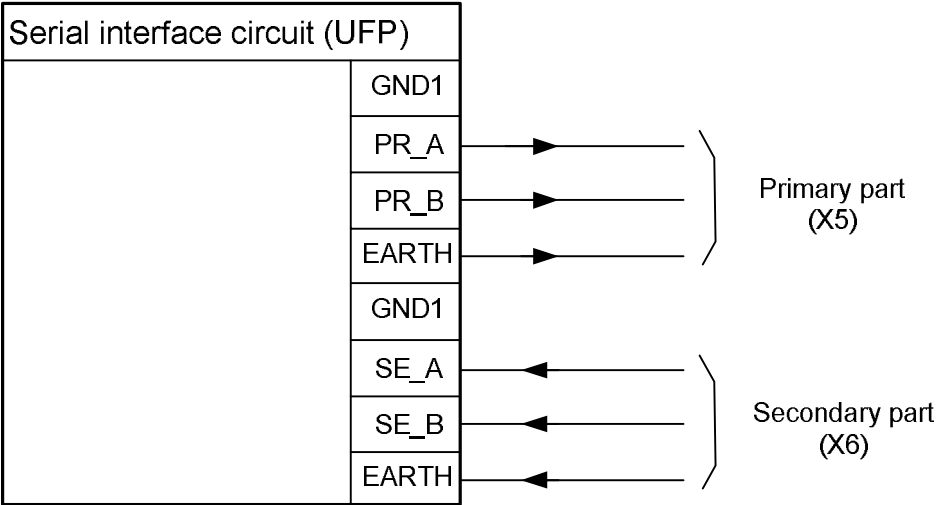 Serial interface circuit (UFP)
GND1
PR_A
PR_B
EARTH
GND1
SE_A
SE_B
EARTH
Primary part
(X5)
Secondary part
(X6)